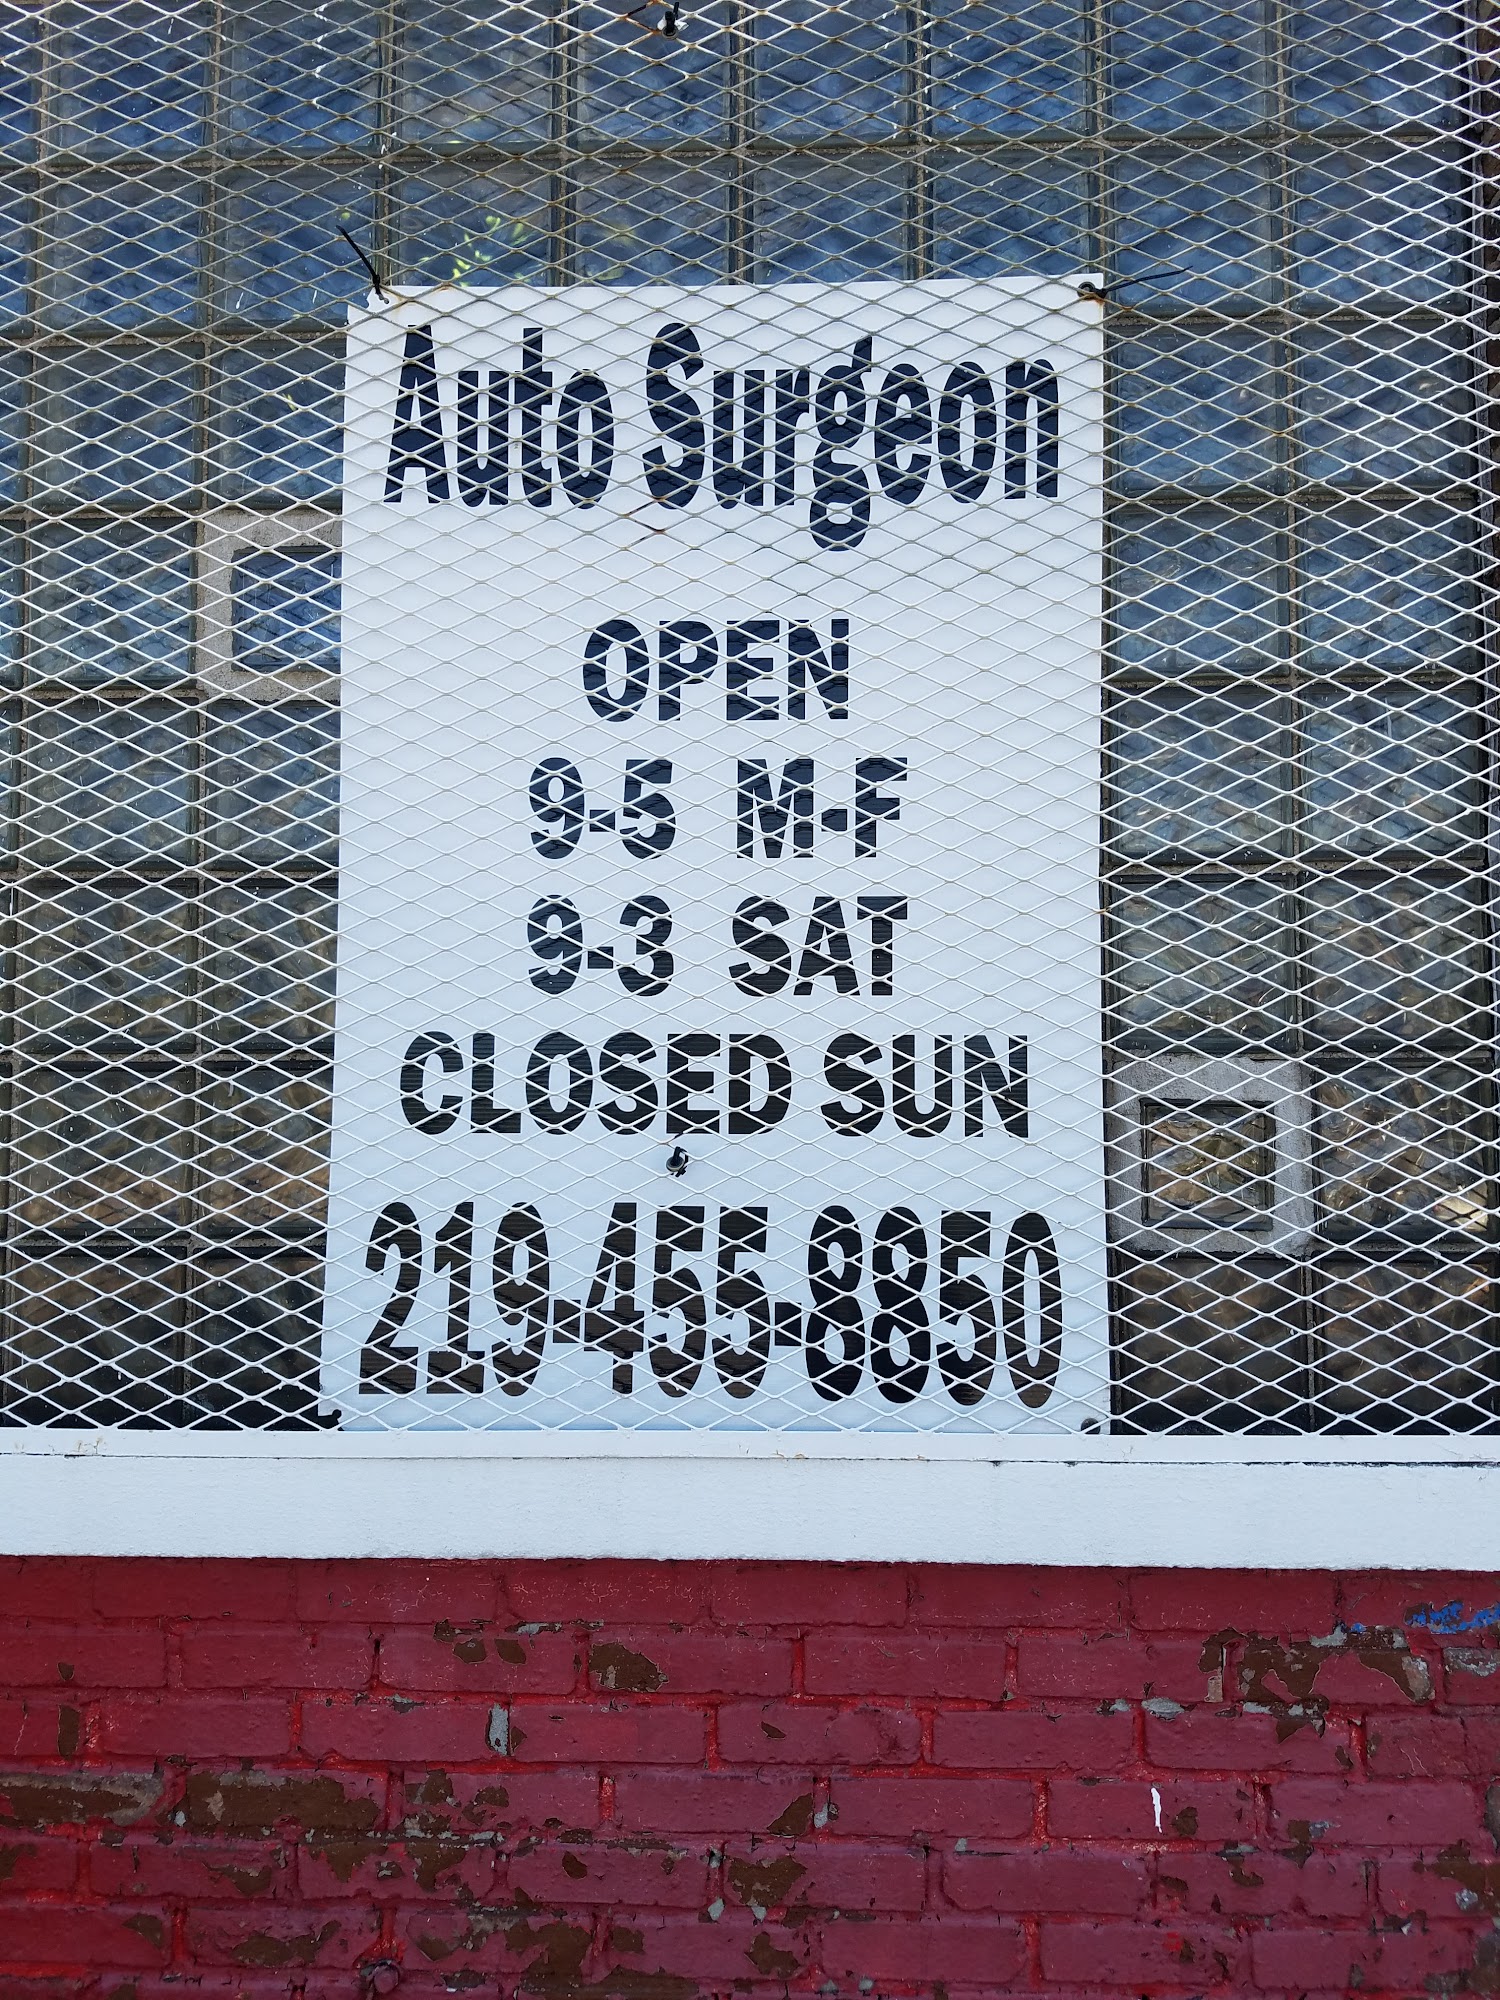 Auto Surgeon
OPEN
9-5 M-F
9-3 SAT
CLOSED SUN
219-455-8850